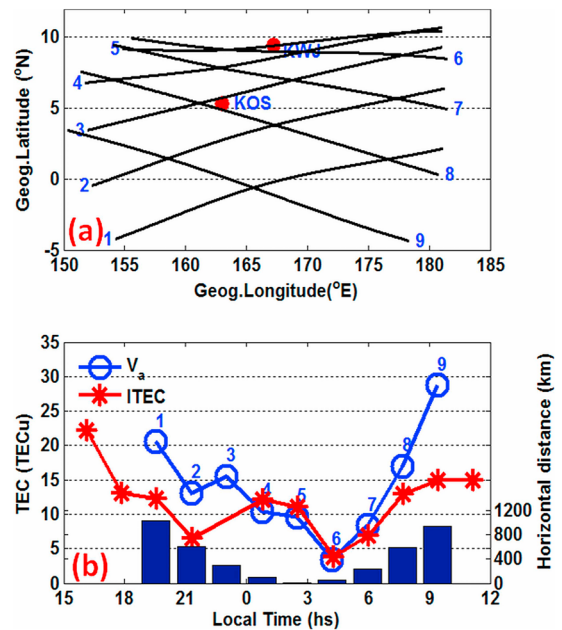 10
5
0
-5
Geog.Latitude (°N)
5
4
3
2
1
KWJ
KOS
6
7
8
9
(a)
150 155 160 165 170 175 180 185
Geog.Longitude(°E)
35
30
25
20
15
10
5
0
TEC (TECu)
Va
ITEC
1
2
3
4
5
6
7
8
9
1200
800
400
0
Horizontal distance (km)
(b)
15 18 21 0 3 6 9 12
Local Time (hs)